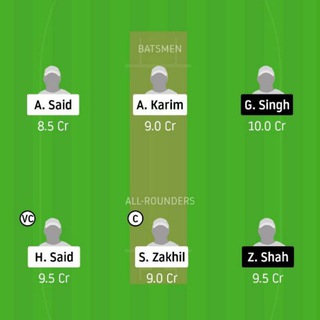 BATSMEN
A. Said
A. Karim
G. Singh
8.5 Cr
9.0 Cr
10.0 Cr
ALL-ROUNDERS
VC
C
H. Said
S. Zakhil
Z. Shah
9.5 Cr
9.0 Cr
9.5 Cr